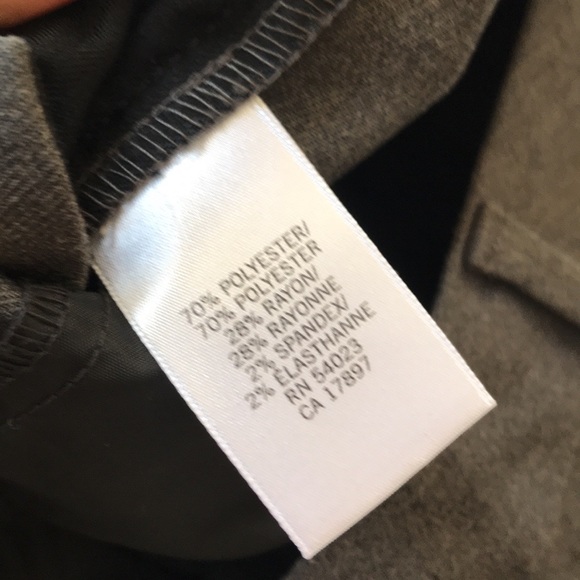 70% POLYESTER/
70% POLYESTER
28% RAYON/
28% RAYONNE
2% SPANDEX/
2% ELASTHANNE
RN 54023
CA 17897